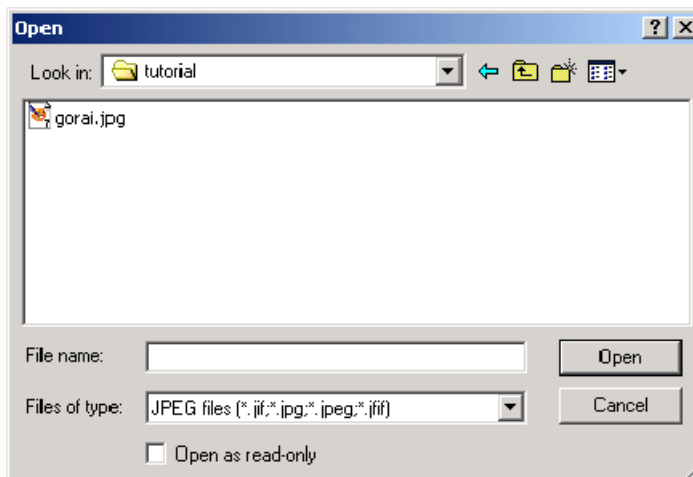 Open
Look in: tutorial
gorai.jpg
File name: Open
Files of type: JPEG files (*.jif;*.jpg;*.jpeg;*.jfif) Cancel
Open as read-only